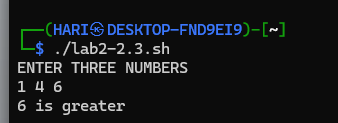 ┌──(HARI㉿DESKTOP-FND9EI9)-[~]
└─$ ./lab2-2.3.sh
ENTER THREE NUMBERS
1 4 6
6 is greater